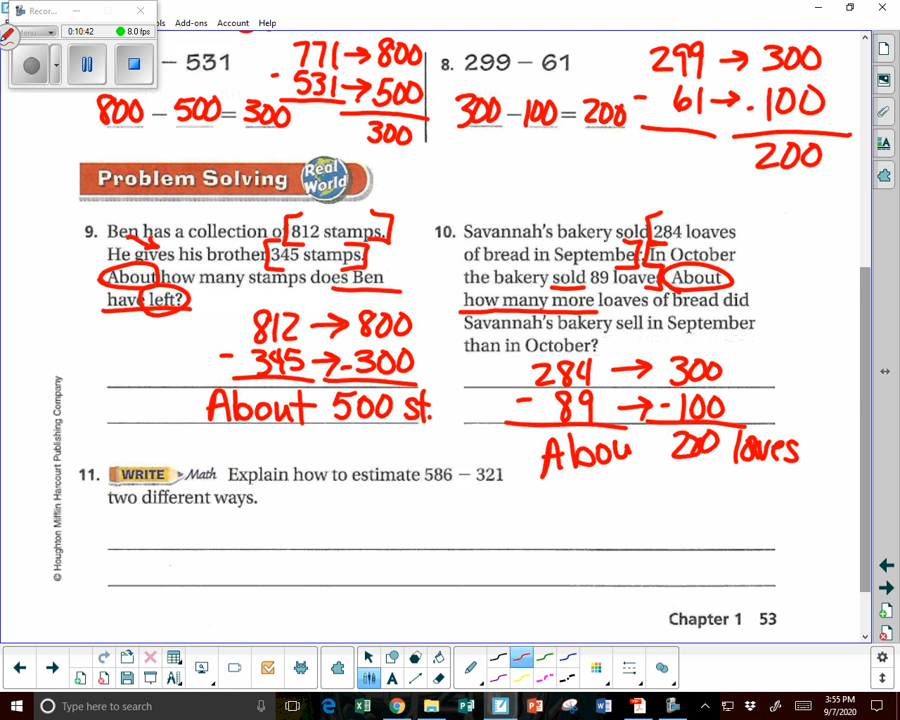 Recor...
0:10:42 8.0 fps
Account Help
− 531
771 → 800
- 531 → 500
300
800 − 500 = 300
8. 299 − 61
299 → 300
- 61 → - 100
200
300 − 100 = 200
Problem Solving Real World
9. Ben has a collection of 812 stamps.
He gives his brother 345 stamps.
About how many stamps does Ben
have left?
812 → 800
- 345 → - 300
About 500 st.
10. Savannah's bakery sold 284 loaves
of bread in September. In October
the bakery sold 89 loaves. About
how many more loaves of bread did
Savannah's bakery sell in September
than in October?
284 → 300
- 89 → - 100
Abou 200 loves
11. WRITE Math Explain how to estimate 586 − 321
two different ways.
© Houghton Mifflin Harcourt Publishing Company
Chapter 1 53
Type here to search
3:55 PM
9/7/2020